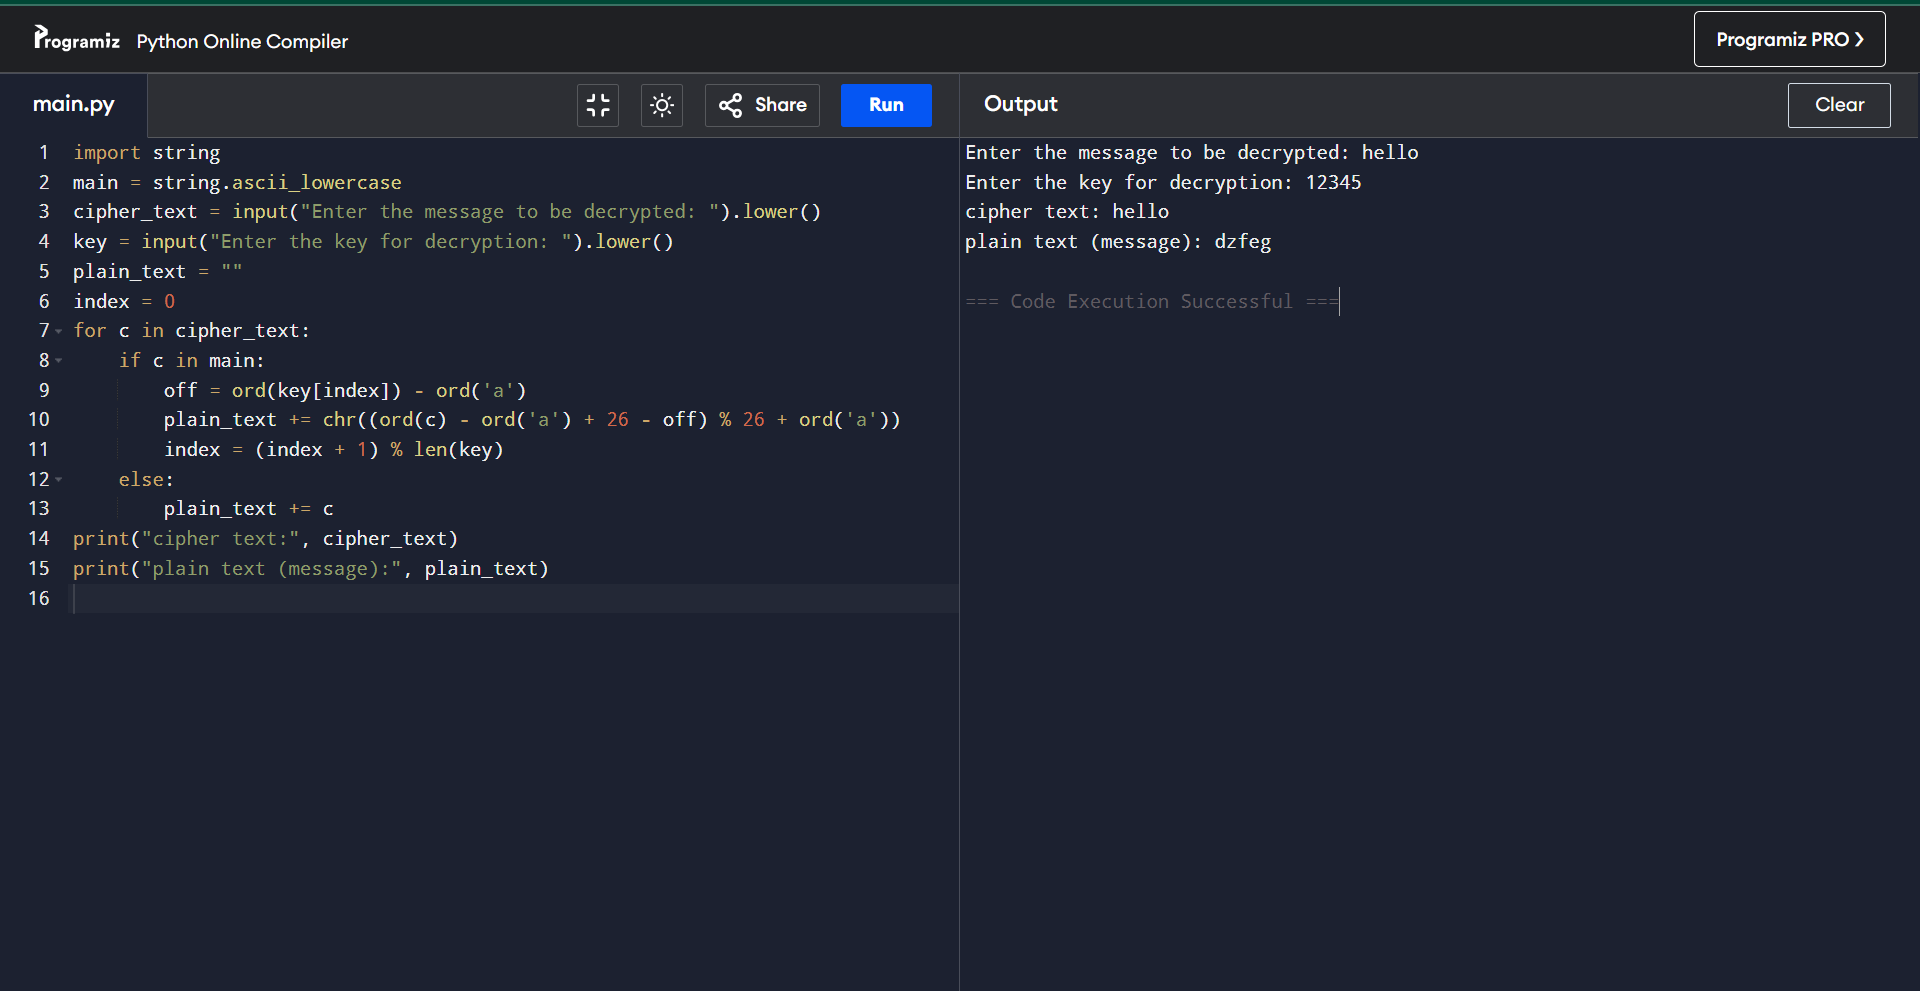 Programiz Python Online Compiler
Programiz PRO ❯
main.py
Share
Run
Output
Clear
1 import string
2 main = string.ascii_lowercase
3 cipher_text = input("Enter the message to be decrypted: ").lower()
4 key = input("Enter the key for decryption: ").lower()
5 plain_text = ""
6 index = 0
7 for c in cipher_text:
8     if c in main:
9         off = ord(key[index]) - ord('a')
10         plain_text += chr((ord(c) - ord('a') + 26 - off) % 26 + ord('a'))
11         index = (index + 1) % len(key)
12     else:
13         plain_text += c
14 print("cipher text:", cipher_text)
15 print("plain text (message):", plain_text)
16
Enter the message to be decrypted: hello
Enter the key for decryption: 12345
cipher text: hello
plain text (message): dzfeg
=== Code Execution Successful ===